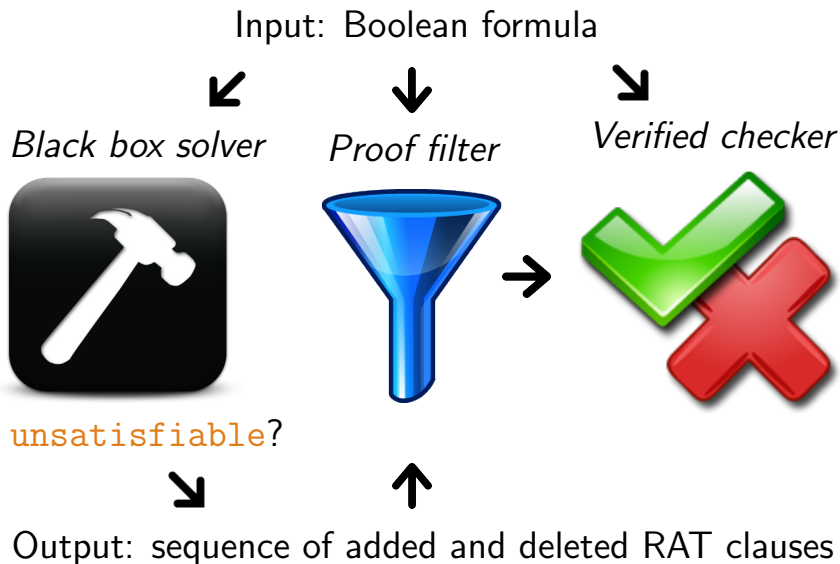 Input: Boolean formula
Black box solver
Proof filter
Verified checker
unsatisfiable?
Output: sequence of added and deleted RAT clauses